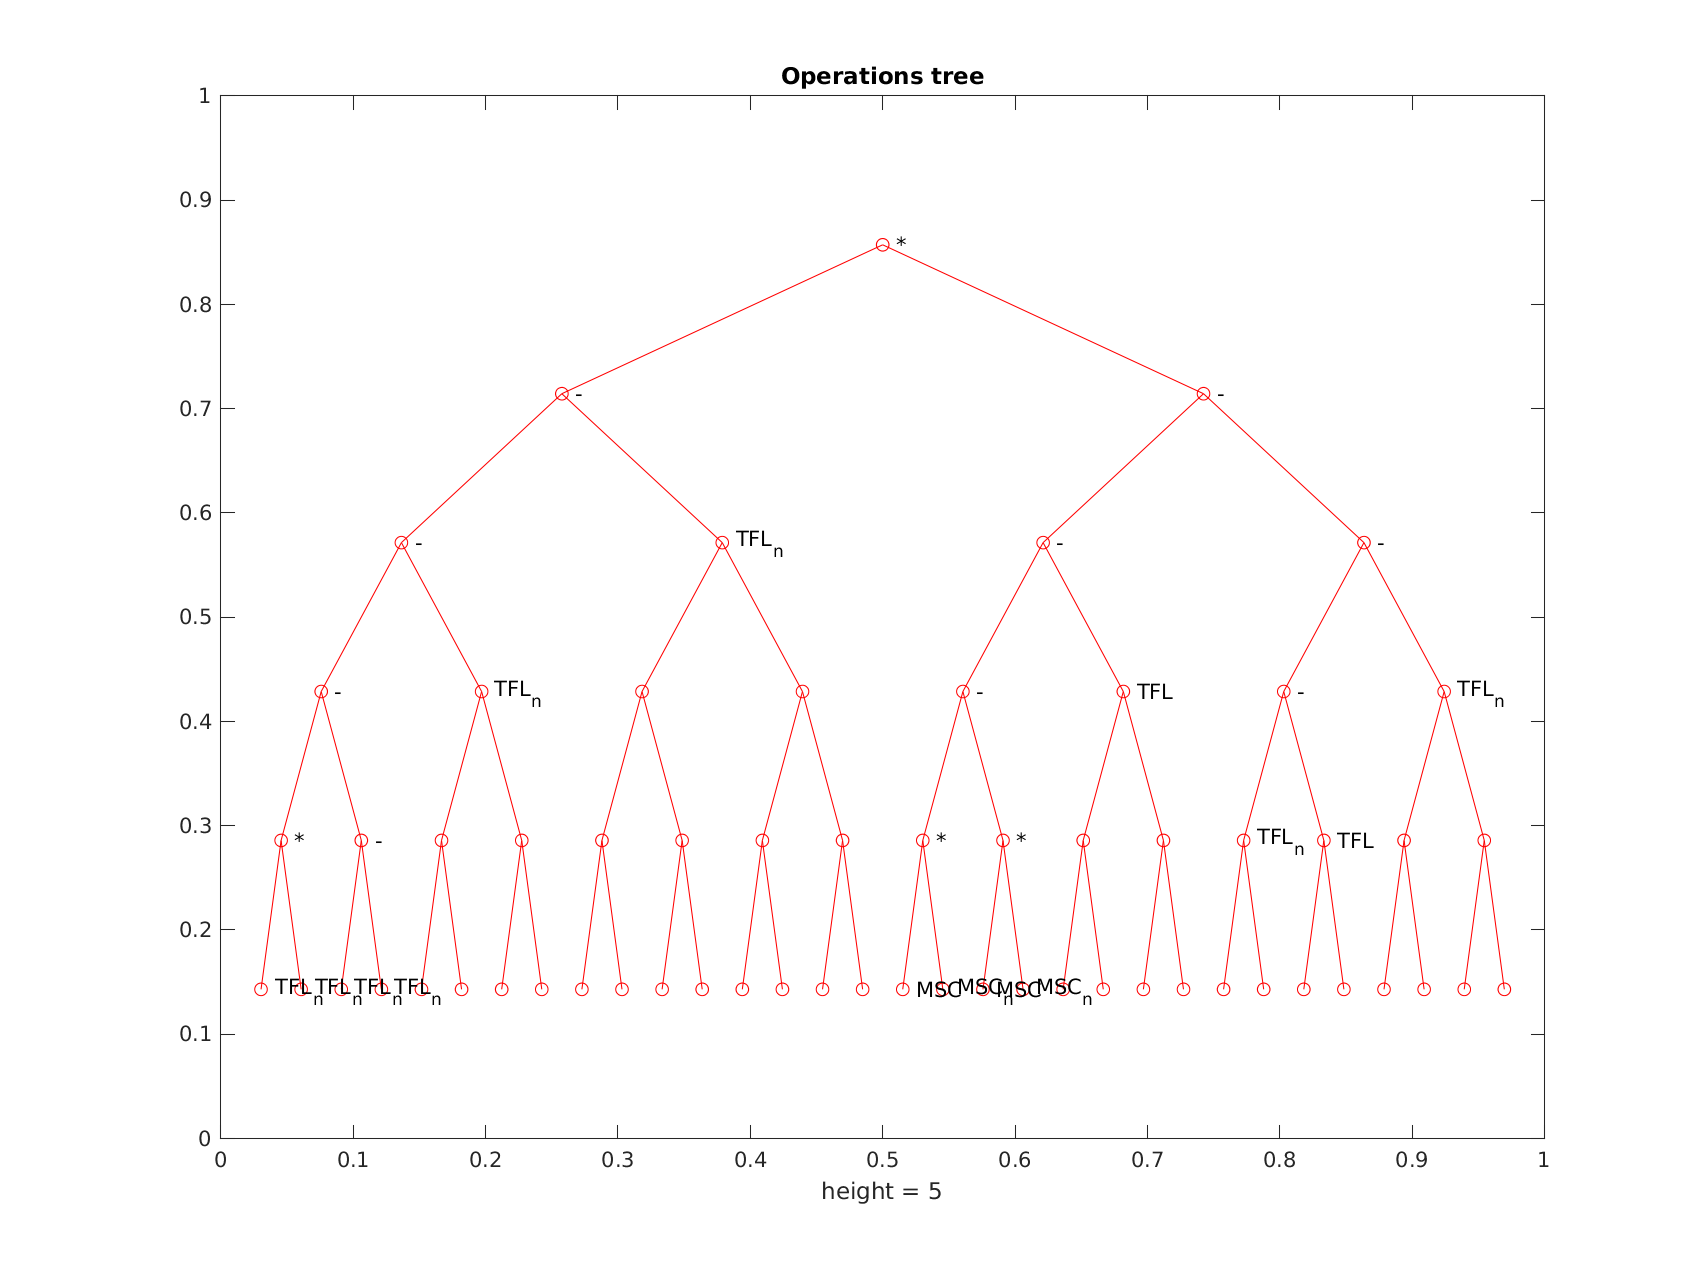 Operations tree
1
0.9
*
0.8
- -
0.7
0.6
- TFLn - -
0.5
- TFLn - TFL - TFLn
0.4
0.3
* - * * TFLn TFL
0.2
TFLn TFLn TFLn TFLn MSC MSCn MSC MSCn
0.1
0
0 0.1 0.2 0.3 0.4 0.5 0.6 0.7 0.8 0.9 1
height = 5